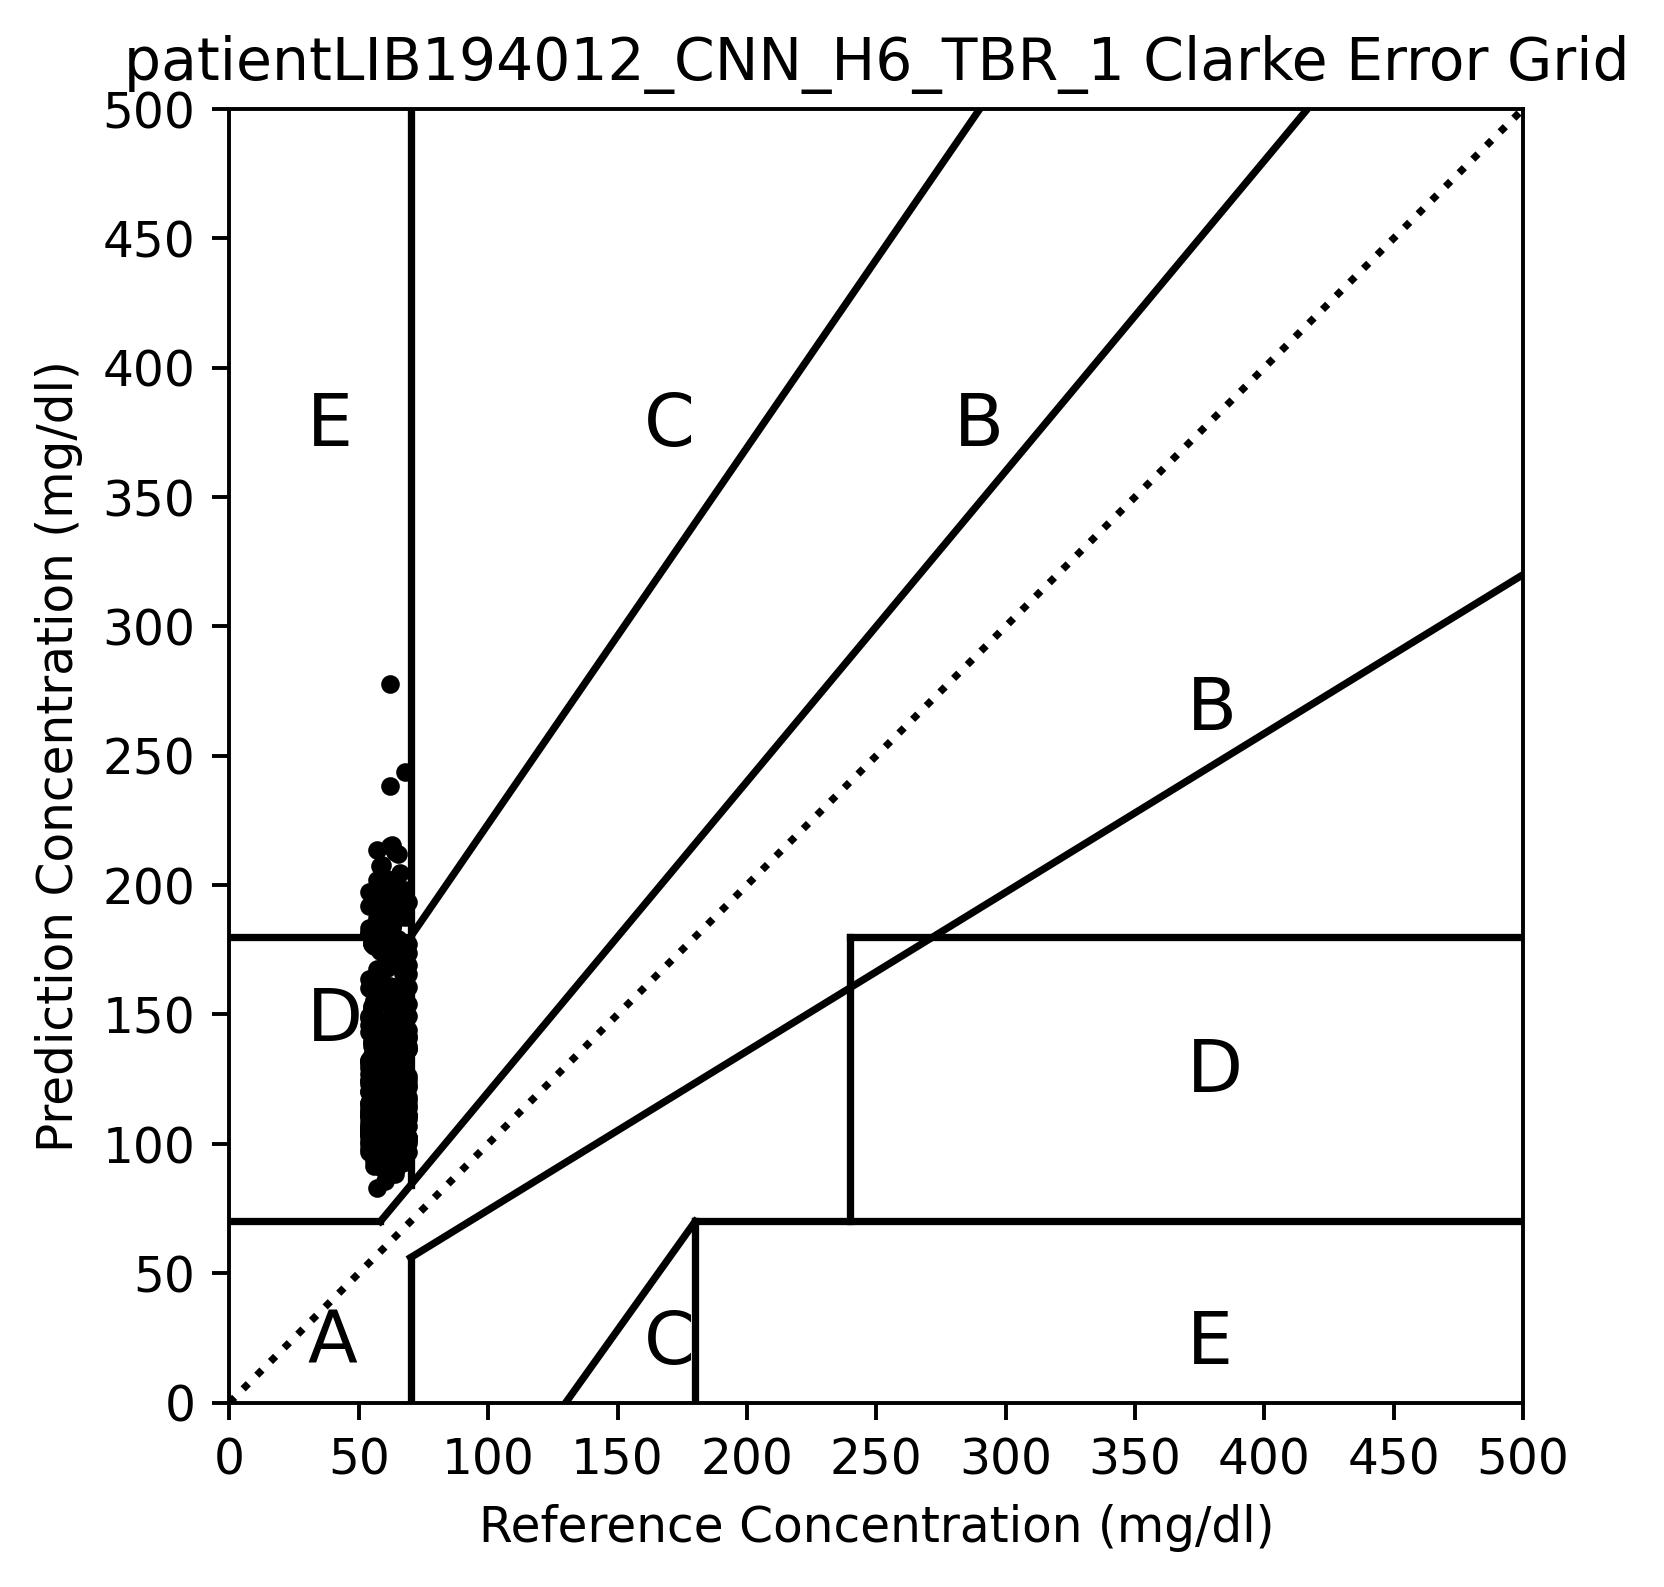 patientLIB194012_CNN_H6_TBR_1 Clarke Error Grid
500
450
400
350
300
250
200
150
100
50
0
Prediction Concentration (mg/dl)
E
C
B
B
D
D
A
C
E
0 50 100 150 200 250 300 350 400 450 500
Reference Concentration (mg/dl)